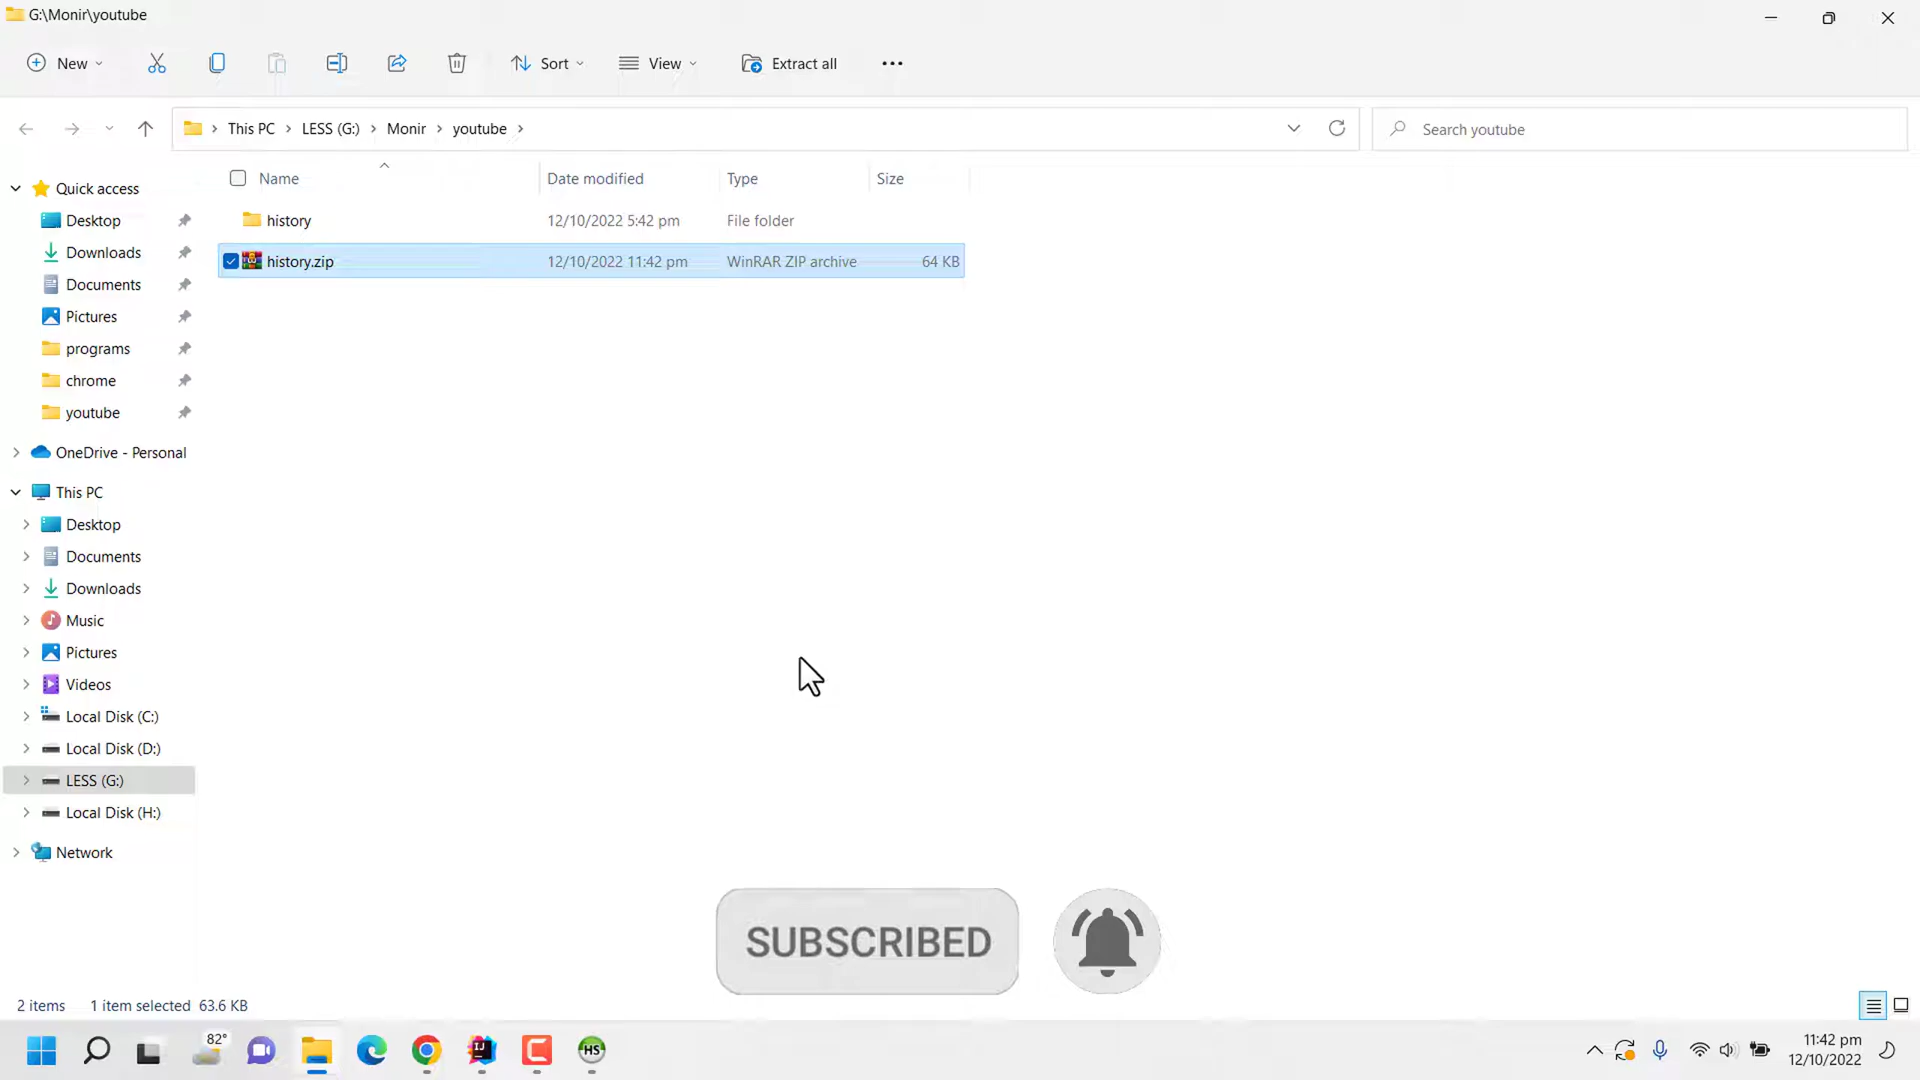 G:\Monir\youtube
New
Sort
View
Extract all
This PC
LESS (G:)
Monir
youtube
Search youtube
Name
Date modified
Type
Size
history
12/10/2022 5:42 pm
File folder
history.zip
12/10/2022 11:42 pm
WinRAR ZIP archive
64 KB
Quick access
Desktop
Downloads
Documents
Pictures
programs
chrome
youtube
OneDrive - Personal
This PC
Desktop
Documents
Downloads
Music
Pictures
Videos
Local Disk (C:)
Local Disk (D:)
LESS (G:)
Local Disk (H:)
Network
SUBSCRIBED
2 items
1 item selected
63.6 KB
82°
IJ
HS
11:42 pm
12/10/2022